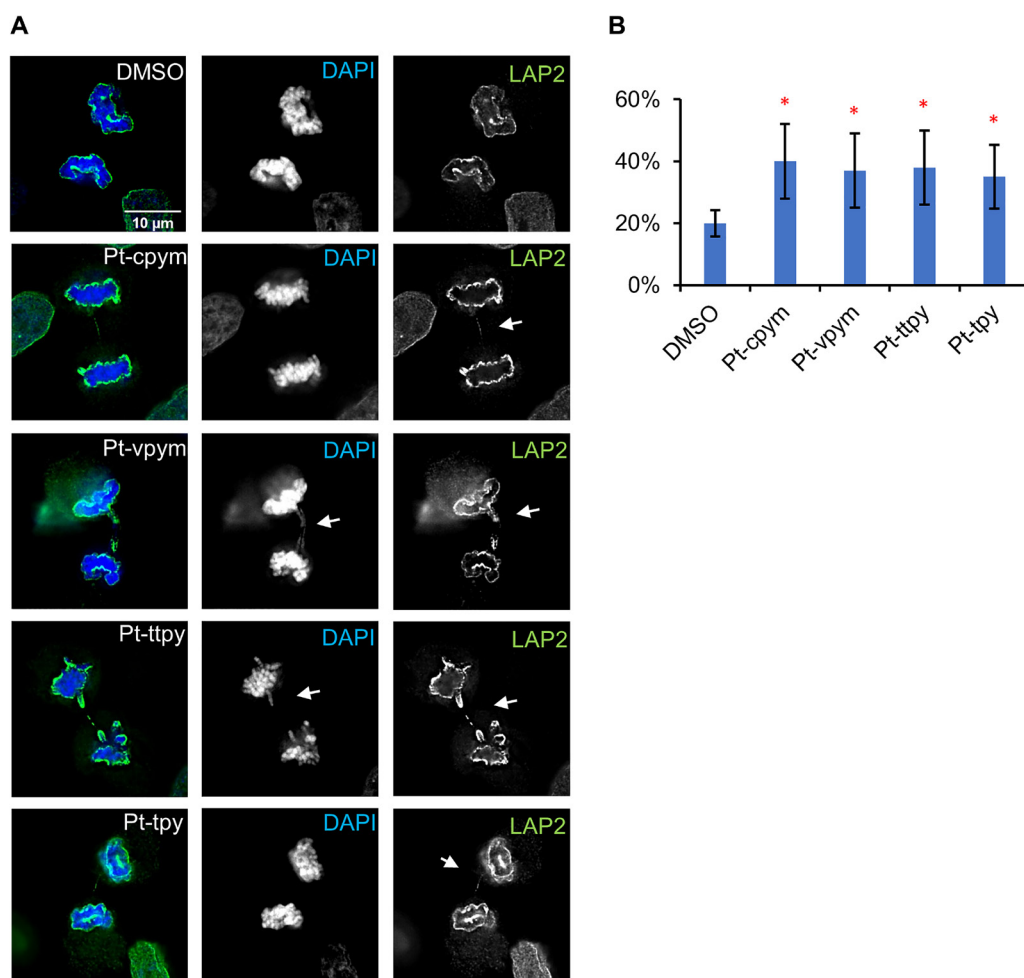 A
B
DMSO
DAPI
LAP2
10 µm
Pt-cpym
DAPI
LAP2
Pt-vpym
DAPI
LAP2
Pt-ttpy
DAPI
LAP2
Pt-tpy
DAPI
LAP2
60%
40%
20%
0%
* * * *
DMSO
Pt-cpym
Pt-vpym
Pt-ttpy
Pt-tpy